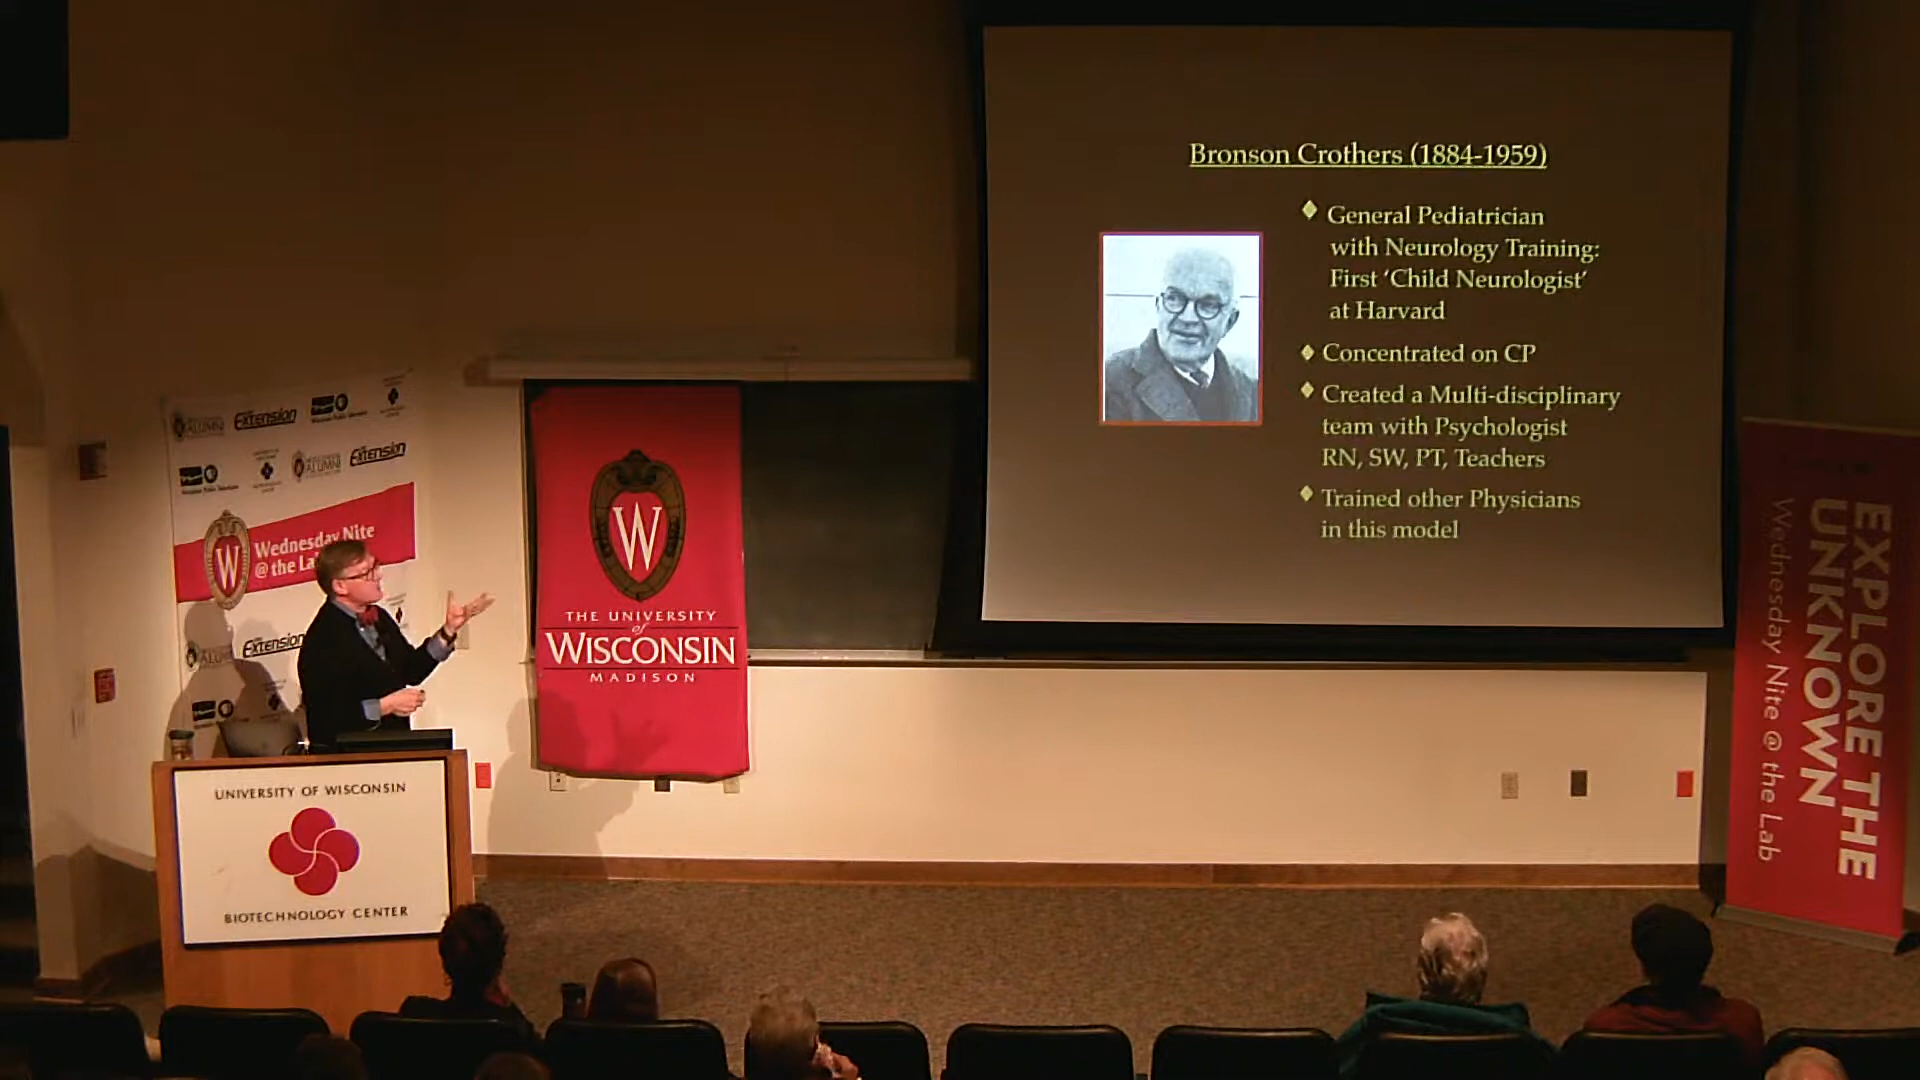 Bronson Crothers (1884-1959)
General Pediatrician
with Neurology Training:
First ‘Child Neurologist’
at Harvard
Concentrated on CP
Created a Multi-disciplinary
team with Psychologist
RN, SW, PT, Teachers
Trained other Physicians
in this model
ALUMNI
Extension
ALUMNI
Extension
Wednesday Nite
@ the La
ALUMNI
Extension
W
W
THE UNIVERSITY
of
WISCONSIN
MADISON
UNIVERSITY OF WISCONSIN
BIOTECHNOLOGY CENTER
EXPLORE THE
UNKNOWN
Wednesday Nite @ the Lab